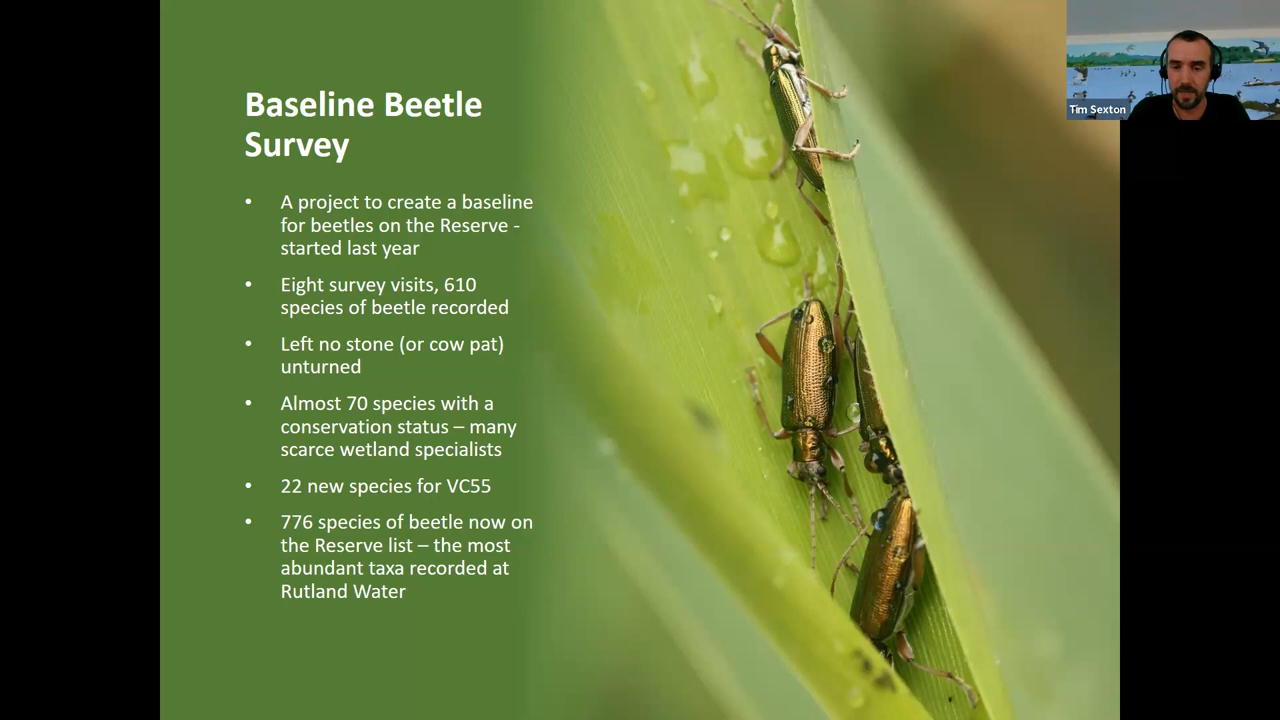 Baseline Beetle
Survey
• A project to create a baseline
for beetles on the Reserve -
started last year
• Eight survey visits, 610
species of beetle recorded
• Left no stone (or cow pat)
unturned
• Almost 70 species with a
conservation status – many
scarce wetland specialists
• 22 new species for VC55
• 776 species of beetle now on
the Reserve list – the most
abundant taxa recorded at
Rutland Water
Tim Sexton